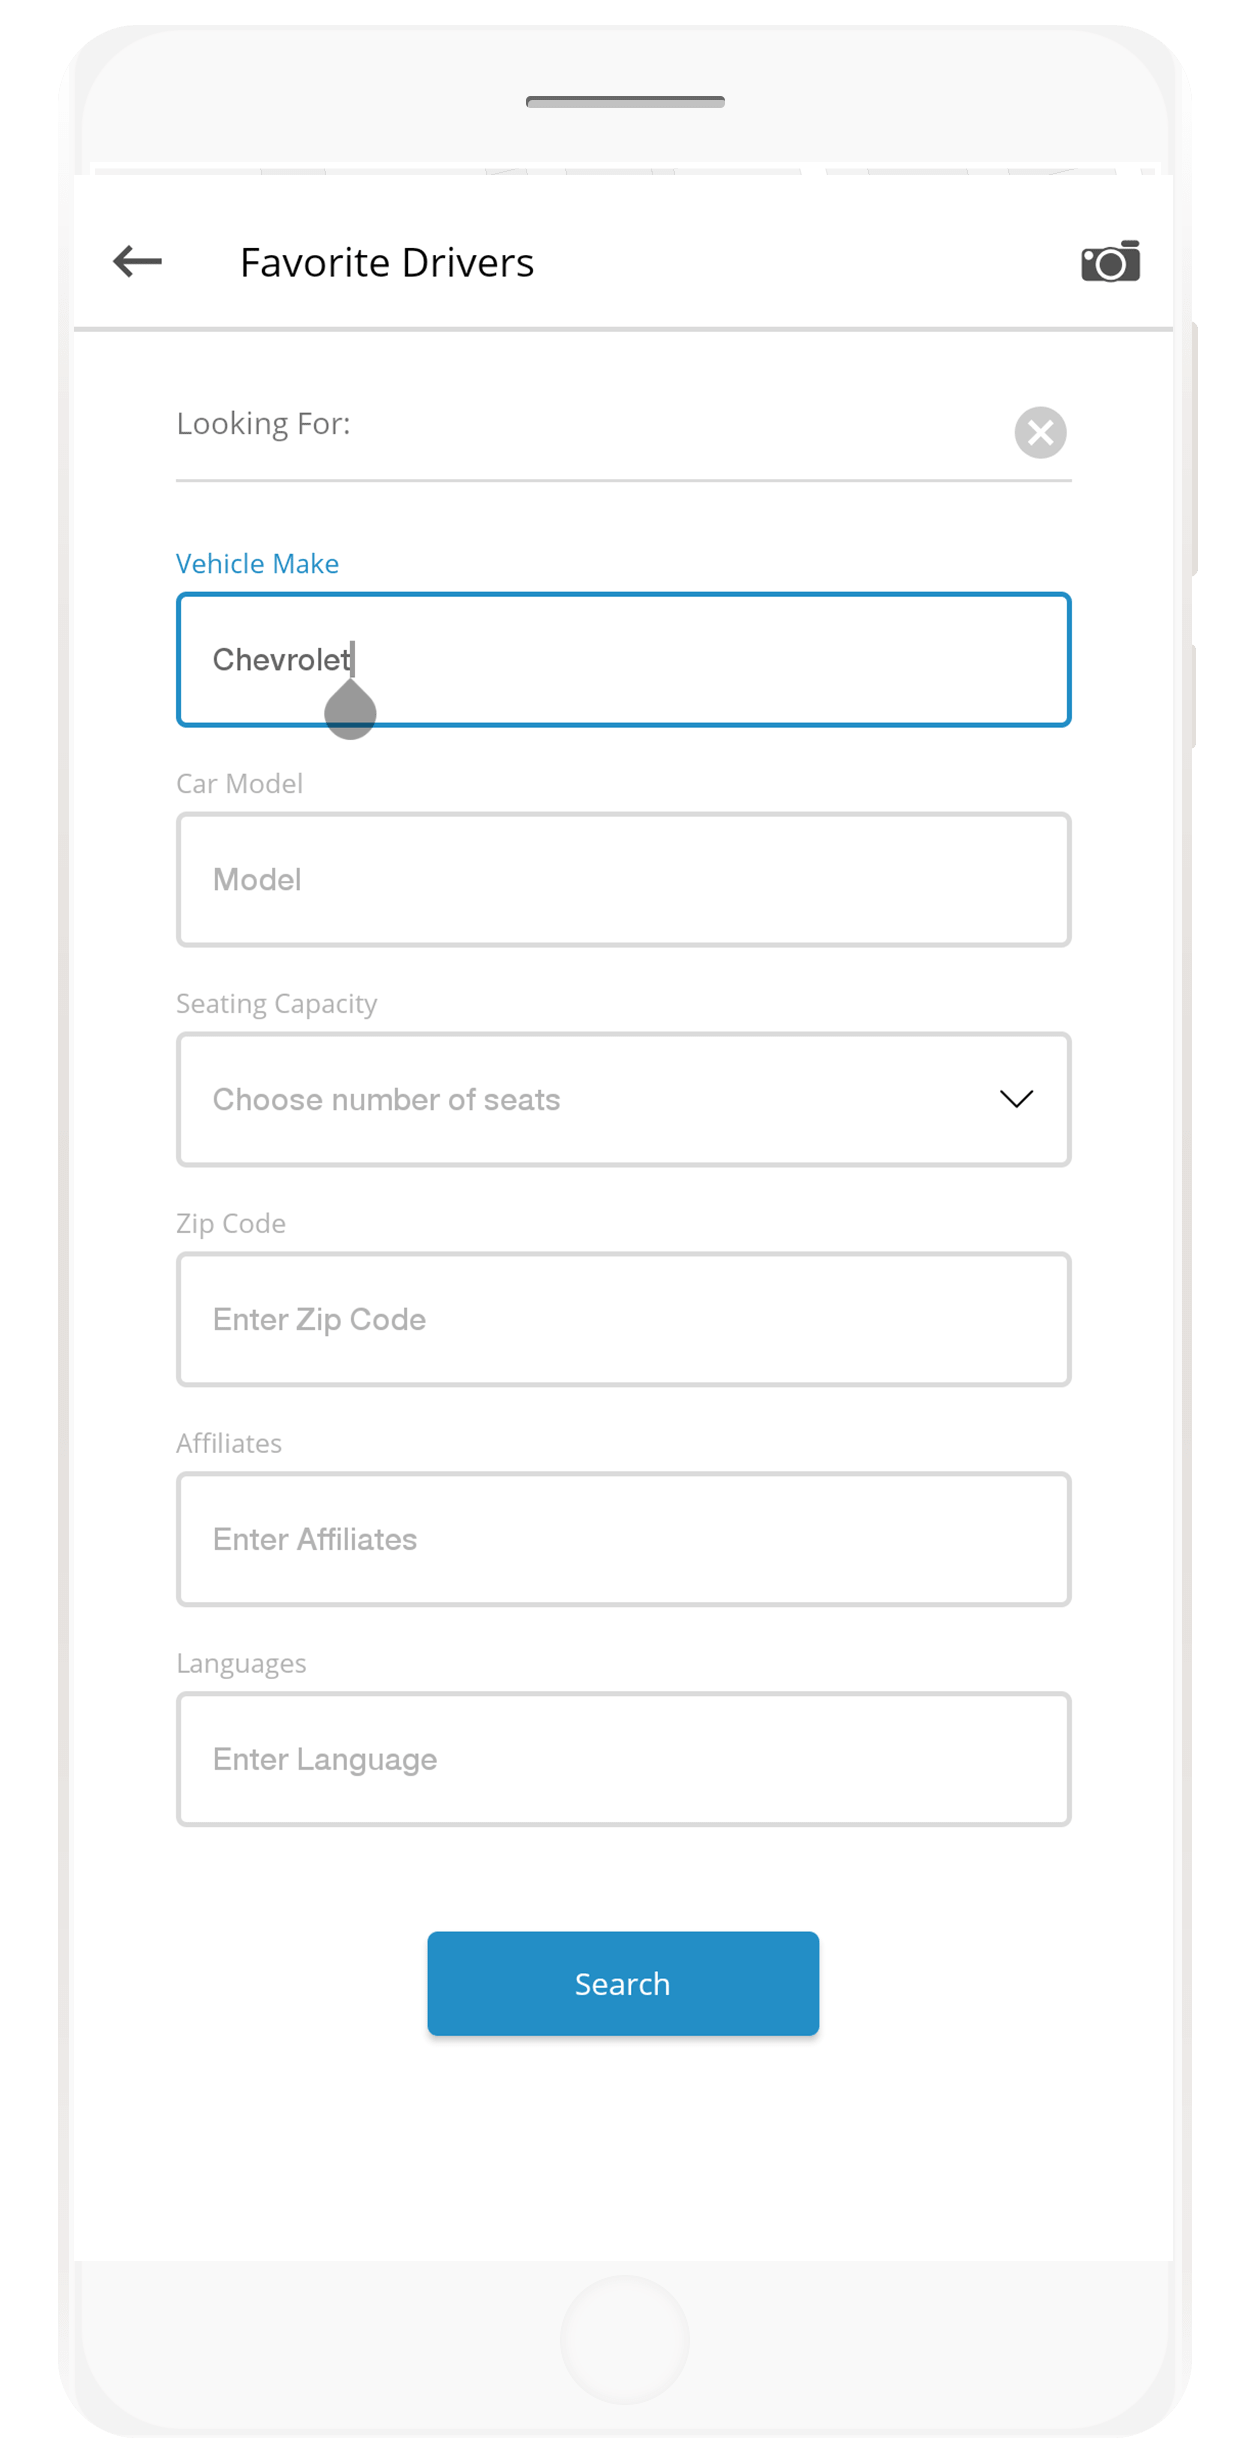 Favorite Drivers
Looking For:
Vehicle Make
Chevrolet
Car Model
Model
Seating Capacity
Choose number of seats
Zip Code
Enter Zip Code
Affiliates
Enter Affiliates
Languages
Enter Language
Search